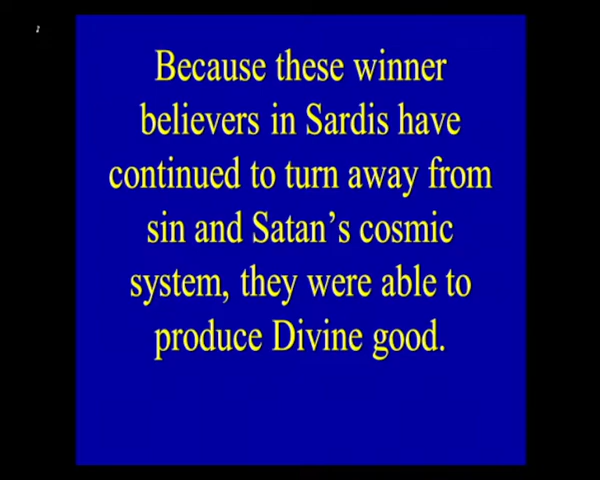 Because these winner
believers in Sardis have
continued to turn away from
sin and Satan's cosmic
system, they were able to
produce Divine good.